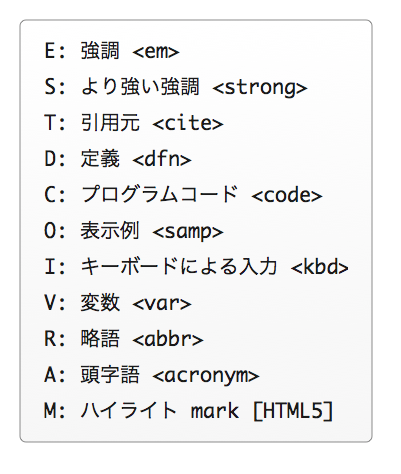 E: 強調 <em>
S: より強い強調 <strong>
T: 引用元 <cite>
D: 定義 <dfn>
C: プログラムコード <code>
O: 表示例 <samp>
I: キーボードによる入力 <kbd>
V: 変数 <var>
R: 略語 <abbr>
A: 頭字語 <acronym>
M: ハイライト mark [HTML5]